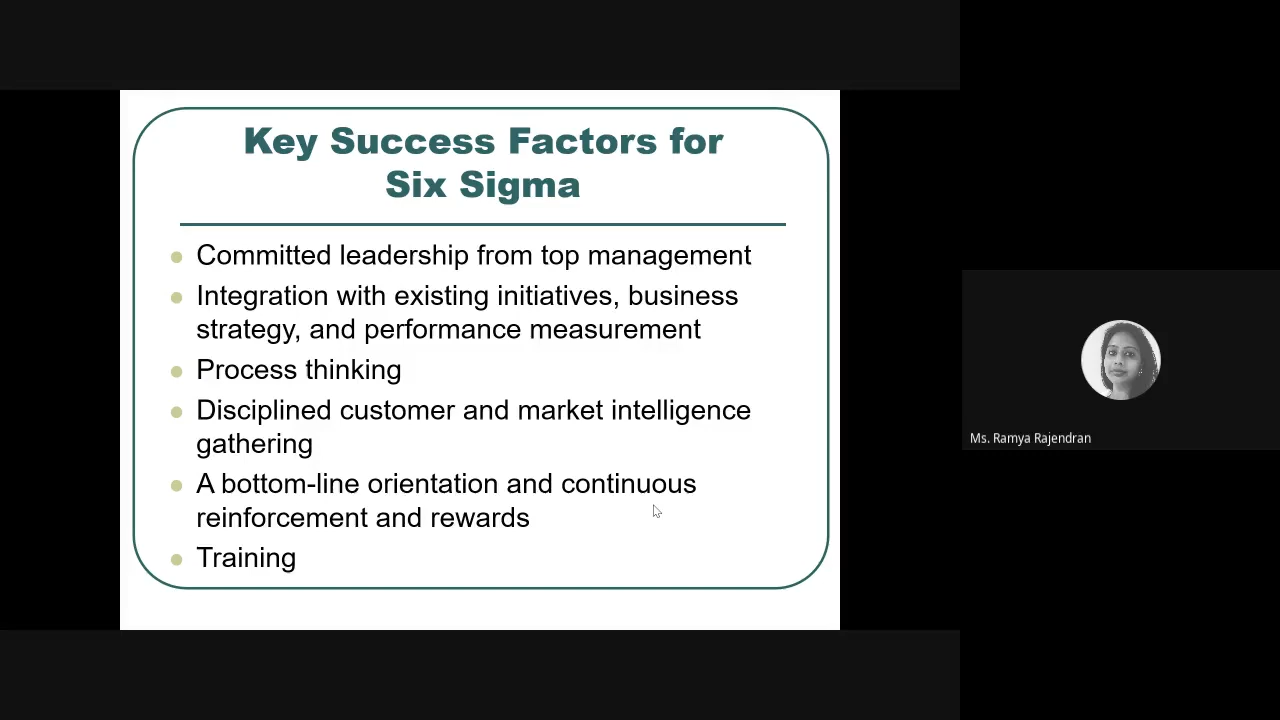 Key Success Factors for
Six Sigma
Committed leadership from top management
Integration with existing initiatives, business
strategy, and performance measurement
Process thinking
Disciplined customer and market intelligence
gathering
A bottom-line orientation and continuous
reinforcement and rewards
Training
Ms. Ramya Rajendran